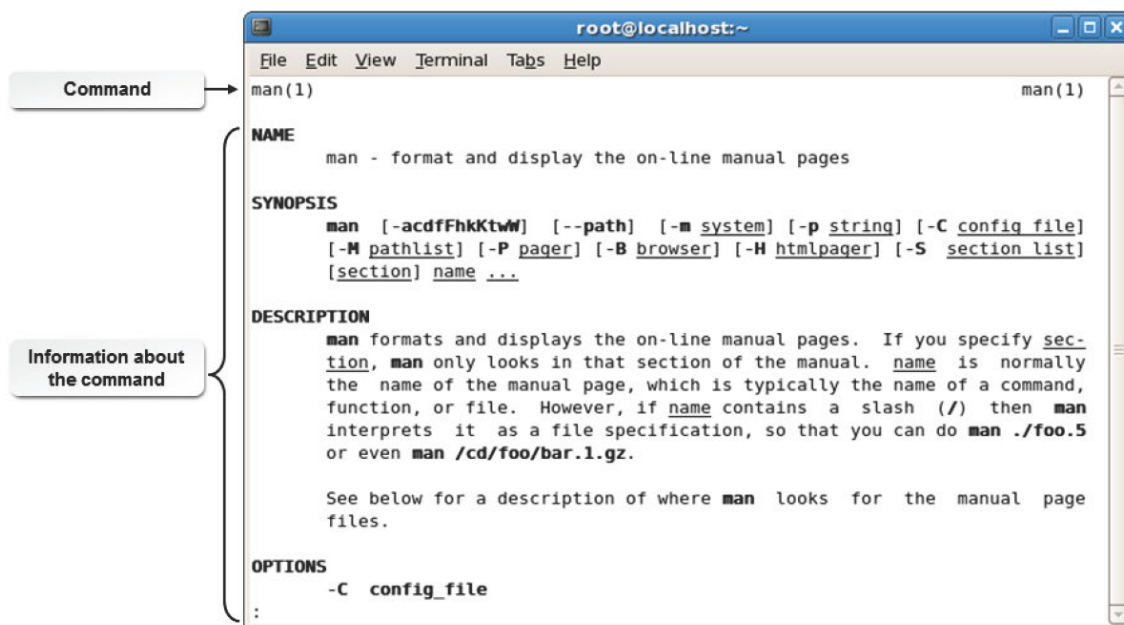 root@localhost:~
File Edit View Terminal Tabs Help
Command
man(1) man(1)
NAME
man - format and display the on-line manual pages
SYNOPSIS
man [-acdfFhkKtwW] [--path] [-m system] [-p string] [-C config_file]
[-M pathlist] [-P pager] [-B browser] [-H htmlpager] [-S section_list]
[section] name ...
DESCRIPTION
man formats and displays the on-line manual pages. If you specify sec-
tion, man only looks in that section of the manual. name is normally
the name of the manual page, which is typically the name of a command,
function, or file. However, if name contains a slash (/) then man
interprets it as a file specification, so that you can do man ./foo.5
or even man /cd/foo/bar.1.gz.
Information about
the command
See below for a description of where man looks for the manual page
files.
OPTIONS
-C config_file
: